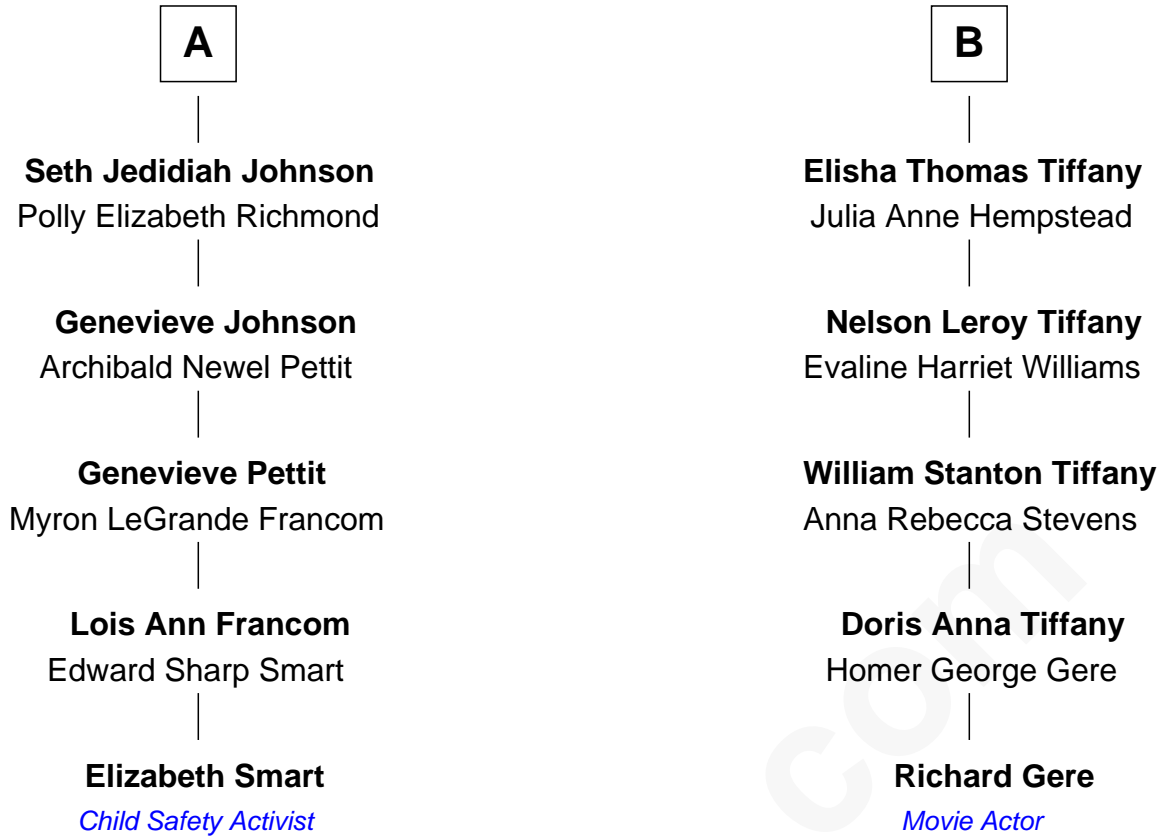 A
Seth Jedidiah Johnson
Polly Elizabeth Richmond
Genevieve Johnson
Archibald Newel Pettit
Genevieve Pettit
Myron LeGrande Francom
Lois Ann Francom
Edward Sharp Smart
Elizabeth Smart
Child Safety Activist
B
Elisha Thomas Tiffany
Julia Anne Hempstead
Nelson Leroy Tiffany
Evaline Harriet Williams
William Stanton Tiffany
Anna Rebecca Stevens
Doris Anna Tiffany
Homer George Gere
Richard Gere
Movie Actor
com